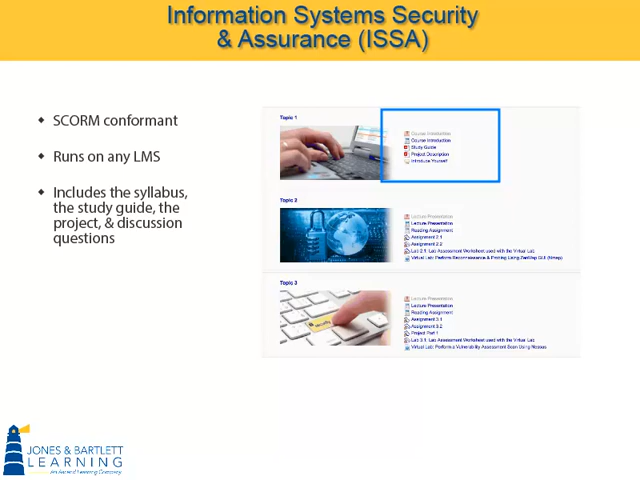 Information Systems Security
& Assurance (ISSA)
SCORM conformant
Runs on any LMS
Includes the syllabus,
the study guide, the
project, & discussion
questions
Topic 1
Course Introduction
Course Introduction
Study Guide
Project Description
Introduce Yourself
Topic 2
Lecture Presentation
Lecture Presentation
Reading Assignment
Assignment 2.1
Assignment 2.2
Lab 2.1: Lab Assessment Worksheet used with the Virtual Lab
Virtual Lab: Perform Reconnaissance & Probing Using ZenMap GUI (Nmap)
Topic 3
security
Lecture Presentation
Lecture Presentation
Reading Assignment
Assignment 3.1
Assignment 3.2
Project Part 1
Lab 3.1: Lab Assessment Worksheet used with the Virtual Lab
Virtual Lab: Perform a Vulnerability Assessment Scan Using Nessus
JONES & BARTLETT
LEARNING
An Ascend Learning Company